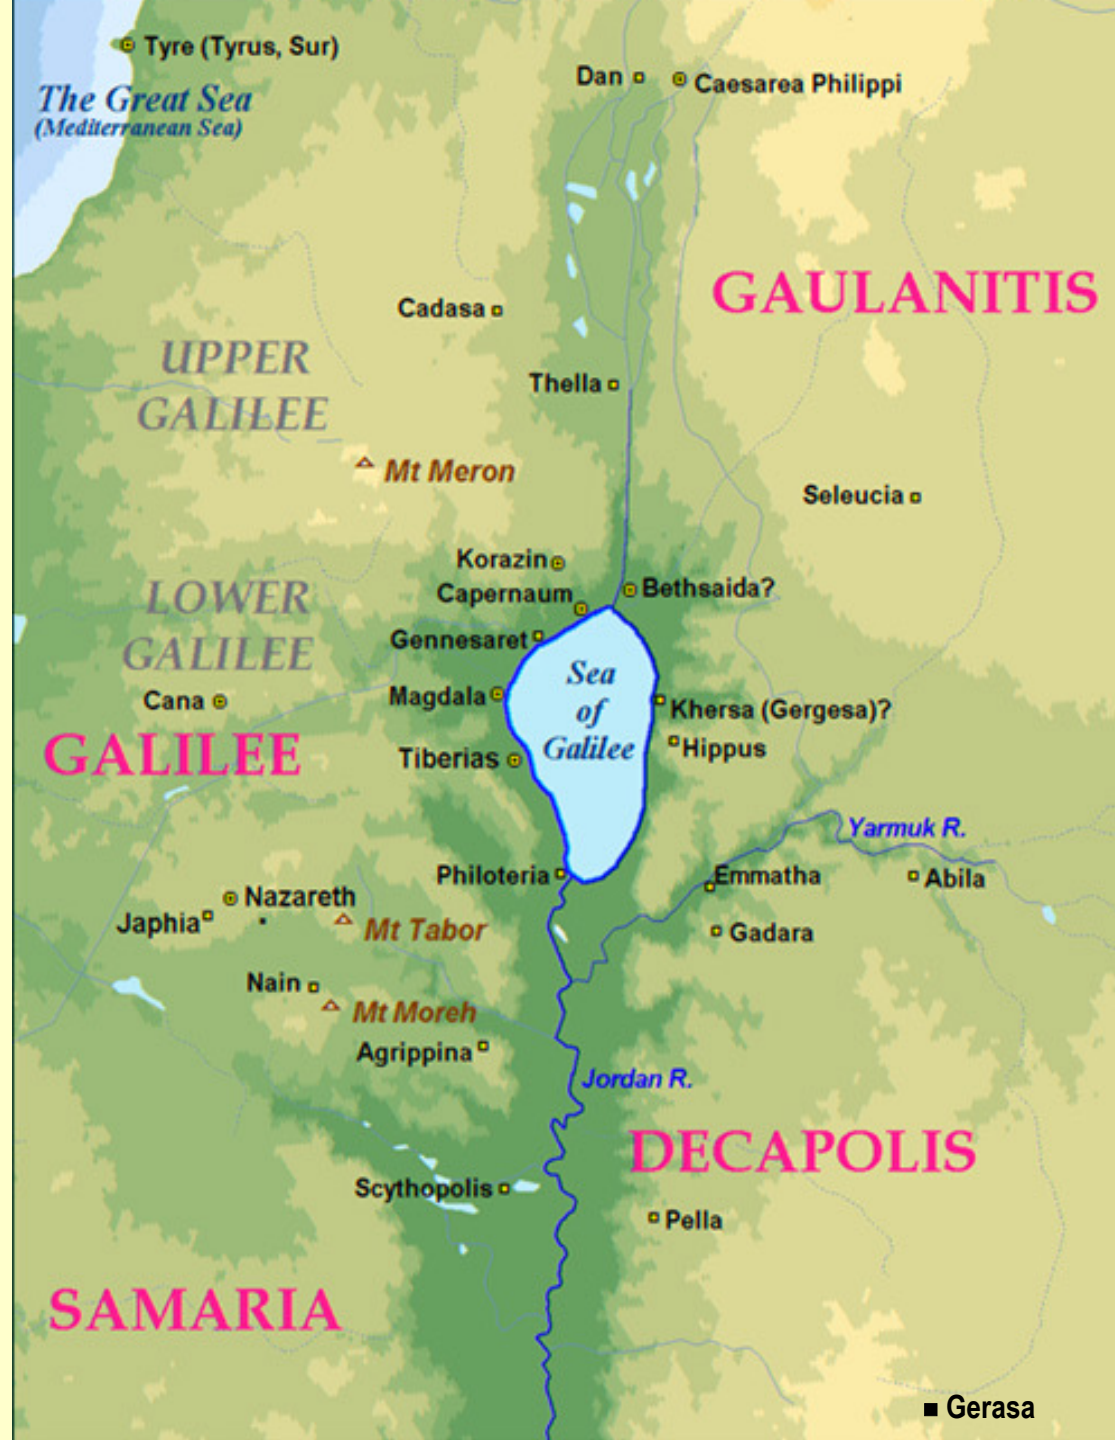 Tyre (Tyrus, Sur)
Dan
Caesarea Philippi
The Great Sea
(Mediterranean Sea)
GAULANITIS
Cadasa
UPPER
GALILEE
Thella
Mt Meron
Seleucia
Korazin
Capernaum
Bethsaida?
LOWER
GALILEE
Gennesaret
Sea
of
Galilee
Cana
Magdala
Khersa (Gergesa)?
GALILEE
Tiberias
Hippus
Yarmuk R.
Philoteria
Emmatha
Abila
Nazareth
Japhia
Mt Tabor
Gadara
Nain
Mt Moreh
Agrippina
Jordan R.
DECAPOLIS
Scythopolis
Pella
SAMARIA
Gerasa